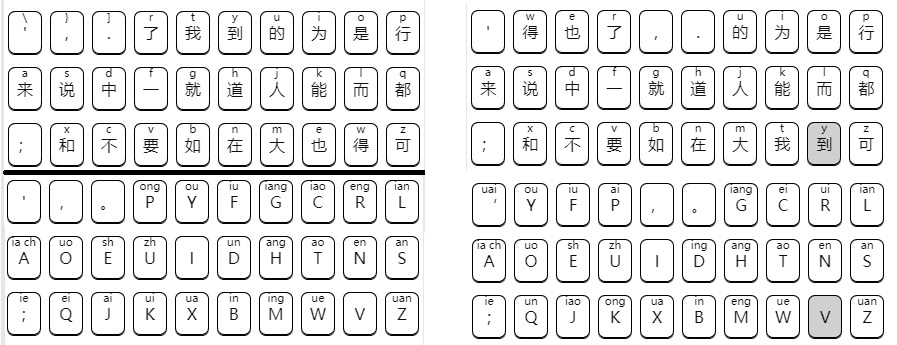 \ } ] r t y u i o p
' , . 了 我 到 的 为 是 行
a s d f g h j k l q
来 说 中 一 就 道 人 能 而 都
x c v b n m e w z
; 和 不 要 如 在 大 也 得 可
ong ou iu iang iao eng ian
' , 。 P Y F G C R L
ia ch uo sh zh un ang ao en an
A O E U I D H T N S
ie ei ai ui ua in ing ue uan
; Q J K X B M W V Z
w e r u i o p
' 得 也 了 , . 的 为 是 行
a s d f g h j k l q
来 说 中 一 就 道 人 能 而 都
x c v b n m t y z
; 和 不 要 如 在 大 我 到 可
uai ou iu ai iang ei ui ian
' Y F P , 。 G C R L
ia ch uo sh zh ing ang ao en an
A O E U I D H T N S
ie un iao ong ua in eng ue uan
; Q J K X B M W V Z